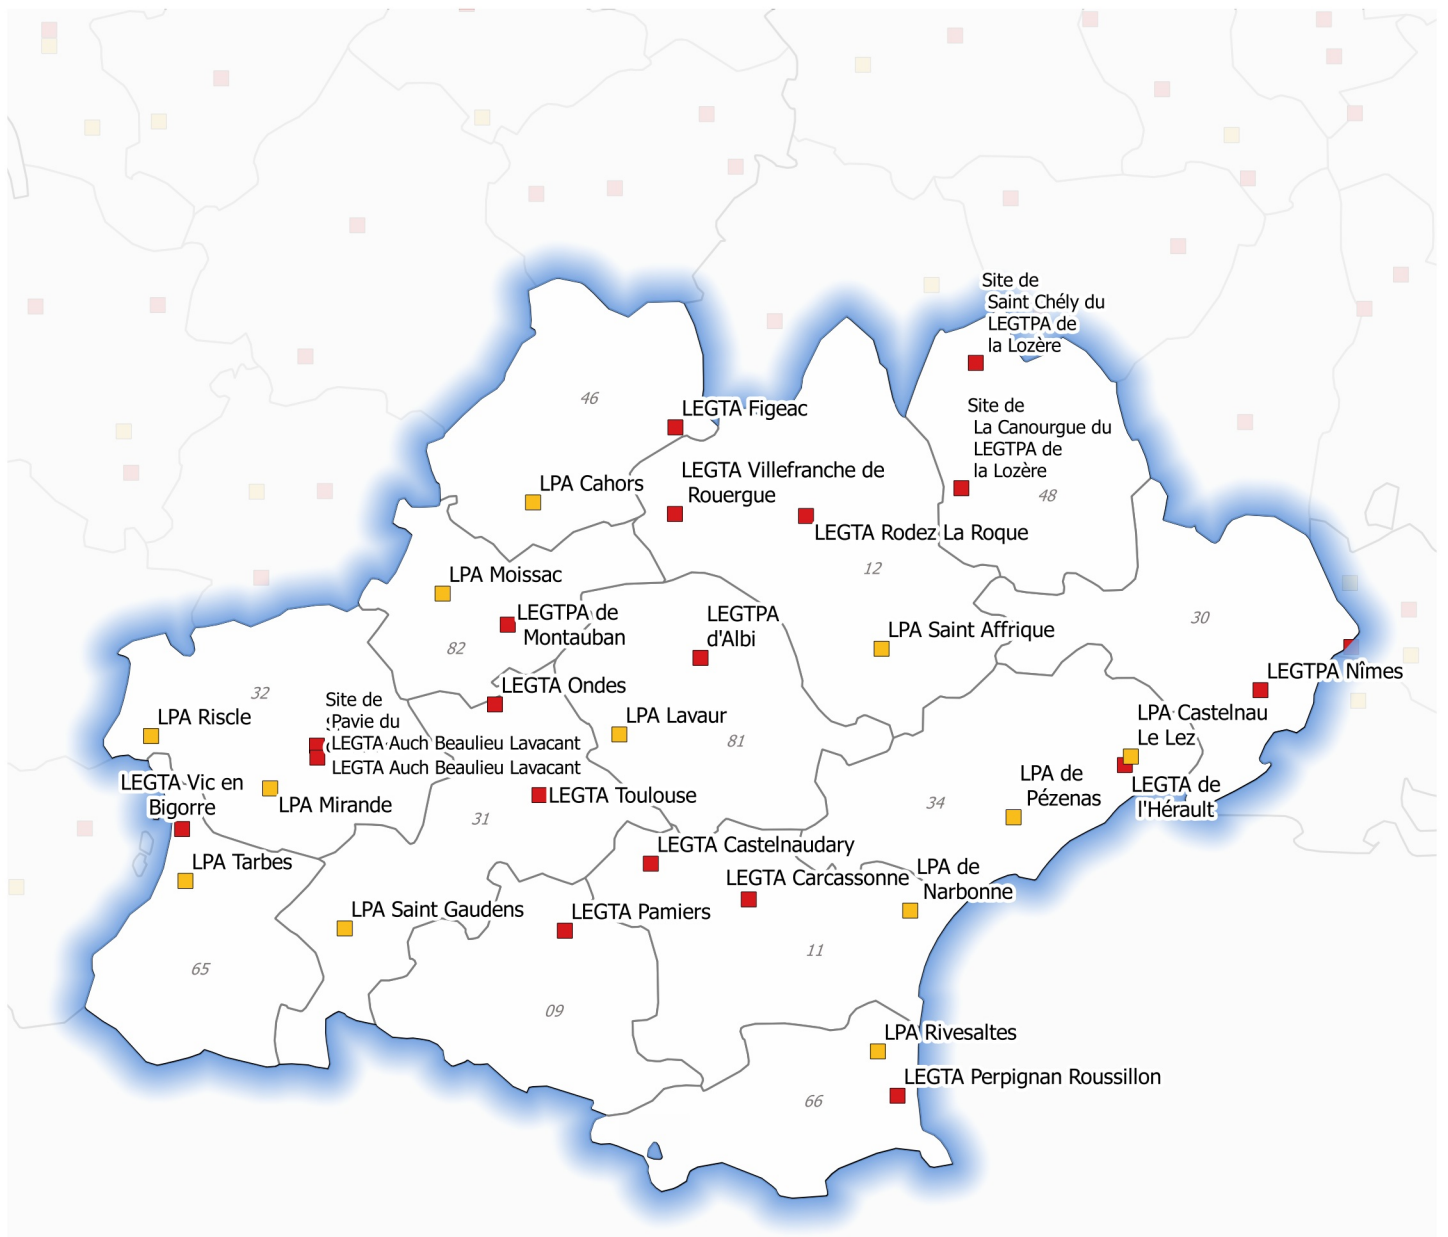 Site de
Saint Chély du
LEGTPA de
la Lozère
46
LEGTA Figeac
Site de
La Canourgue du
LEGTPA de
la Lozère
48
LPA Cahors
LEGTA Villefranche de
Rouergue
LEGTA Rodez La Roque
12
LPA Moissac
LEGTPA de
Montauban
82
LEGTPA
d'Albi
LPA Saint Affrique
30
LEGTPA Nîmes
32
LPA Riscle
Site de
Pavie du
LEGTA Auch Beaulieu Lavacant
LEGTA Auch Beaulieu Lavacant
LEGTA Ondes
LPA Lavaur
81
LPA Castelnau
Le Lez
LEGTA de
l'Hérault
LPA de
Pézenas
34
LEGTA Vic en
Bigorre
LPA Mirande
LEGTA Toulouse
31
LPA Tarbes
LEGTA Castelnaudary
LEGTA Carcassonne
LPA de
Narbonne
LPA Saint Gaudens
LEGTA Pamiers
11
65
09
LPA Rivesaltes
LEGTA Perpignan Roussillon
66